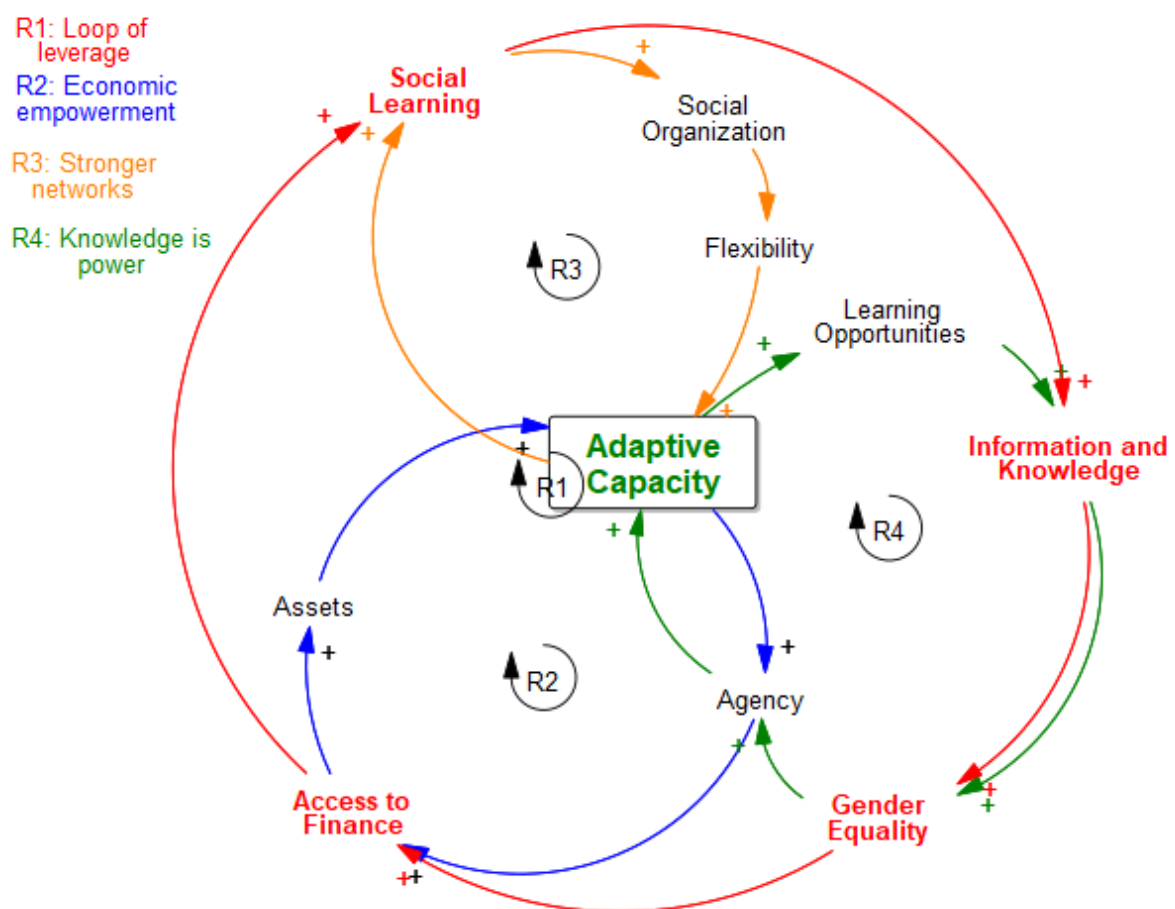 R1: Loop of
leverage
R2: Economic
empowerment
R3: Stronger
networks
R4: Knowledge is
power
Social
Learning
+
+
+
Social
Organization
Flexibility
R3
Learning
Opportunities
+
+
+
+
Adaptive
Capacity
+
R1
Information and
Knowledge
+
R4
Assets
+
R2
+
Agency
+
Access to
Finance
++
Gender
Equality
+
+